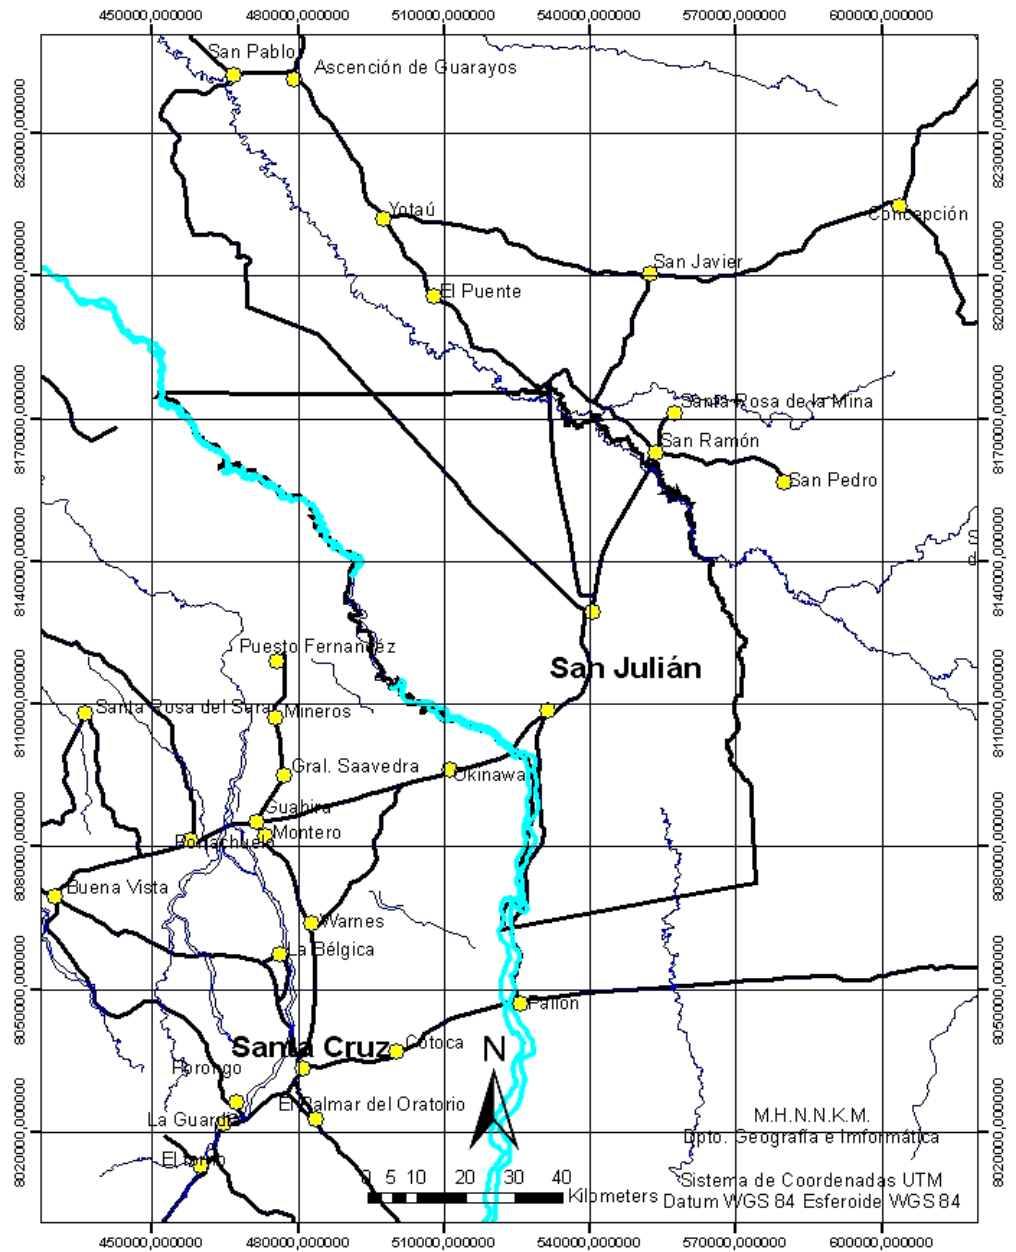 450000,000000 480000,000000 510000,000000 540000,000000 570000,000000 600000,000000
San Pablo
Ascención de Guarayos
8230000,000000 8230000,000000
Yotaú
Concepción
San Javier
8200000,000000 8200000,000000
El Puente
Santa Rosa de la Mina
8170000,000000 8170000,000000
San Ramón
San Pedro
S
d
8140000,000000 8140000,000000
Puesto Fernandéz
San Julián
Santa Rosa del Sara
Mineros
8110000,000000 8110000,000000
Gral. Saavedra
Okinawa
Guabira
Montero
Portachuelo
8080000,000000 8080000,000000
Buena Vista
Warnes
La Bélgica
8050000,000000 8050000,000000
Pailon
Santa Cruz
Cotoca
N
Porongo
El Palmar del Oratorio
La Guardia
M.H.N.N.K.M.
Dpto. Geografía e Imformática
8020000,000000 8020000,000000
El torno
0 5 10 20 30 40
Kilometers
Sistema de Coordenadas UTM
Datum WGS 84 Esferoide WGS 84
450000,000000 480000,000000 510000,000000 540000,000000 570000,000000 600000,000000